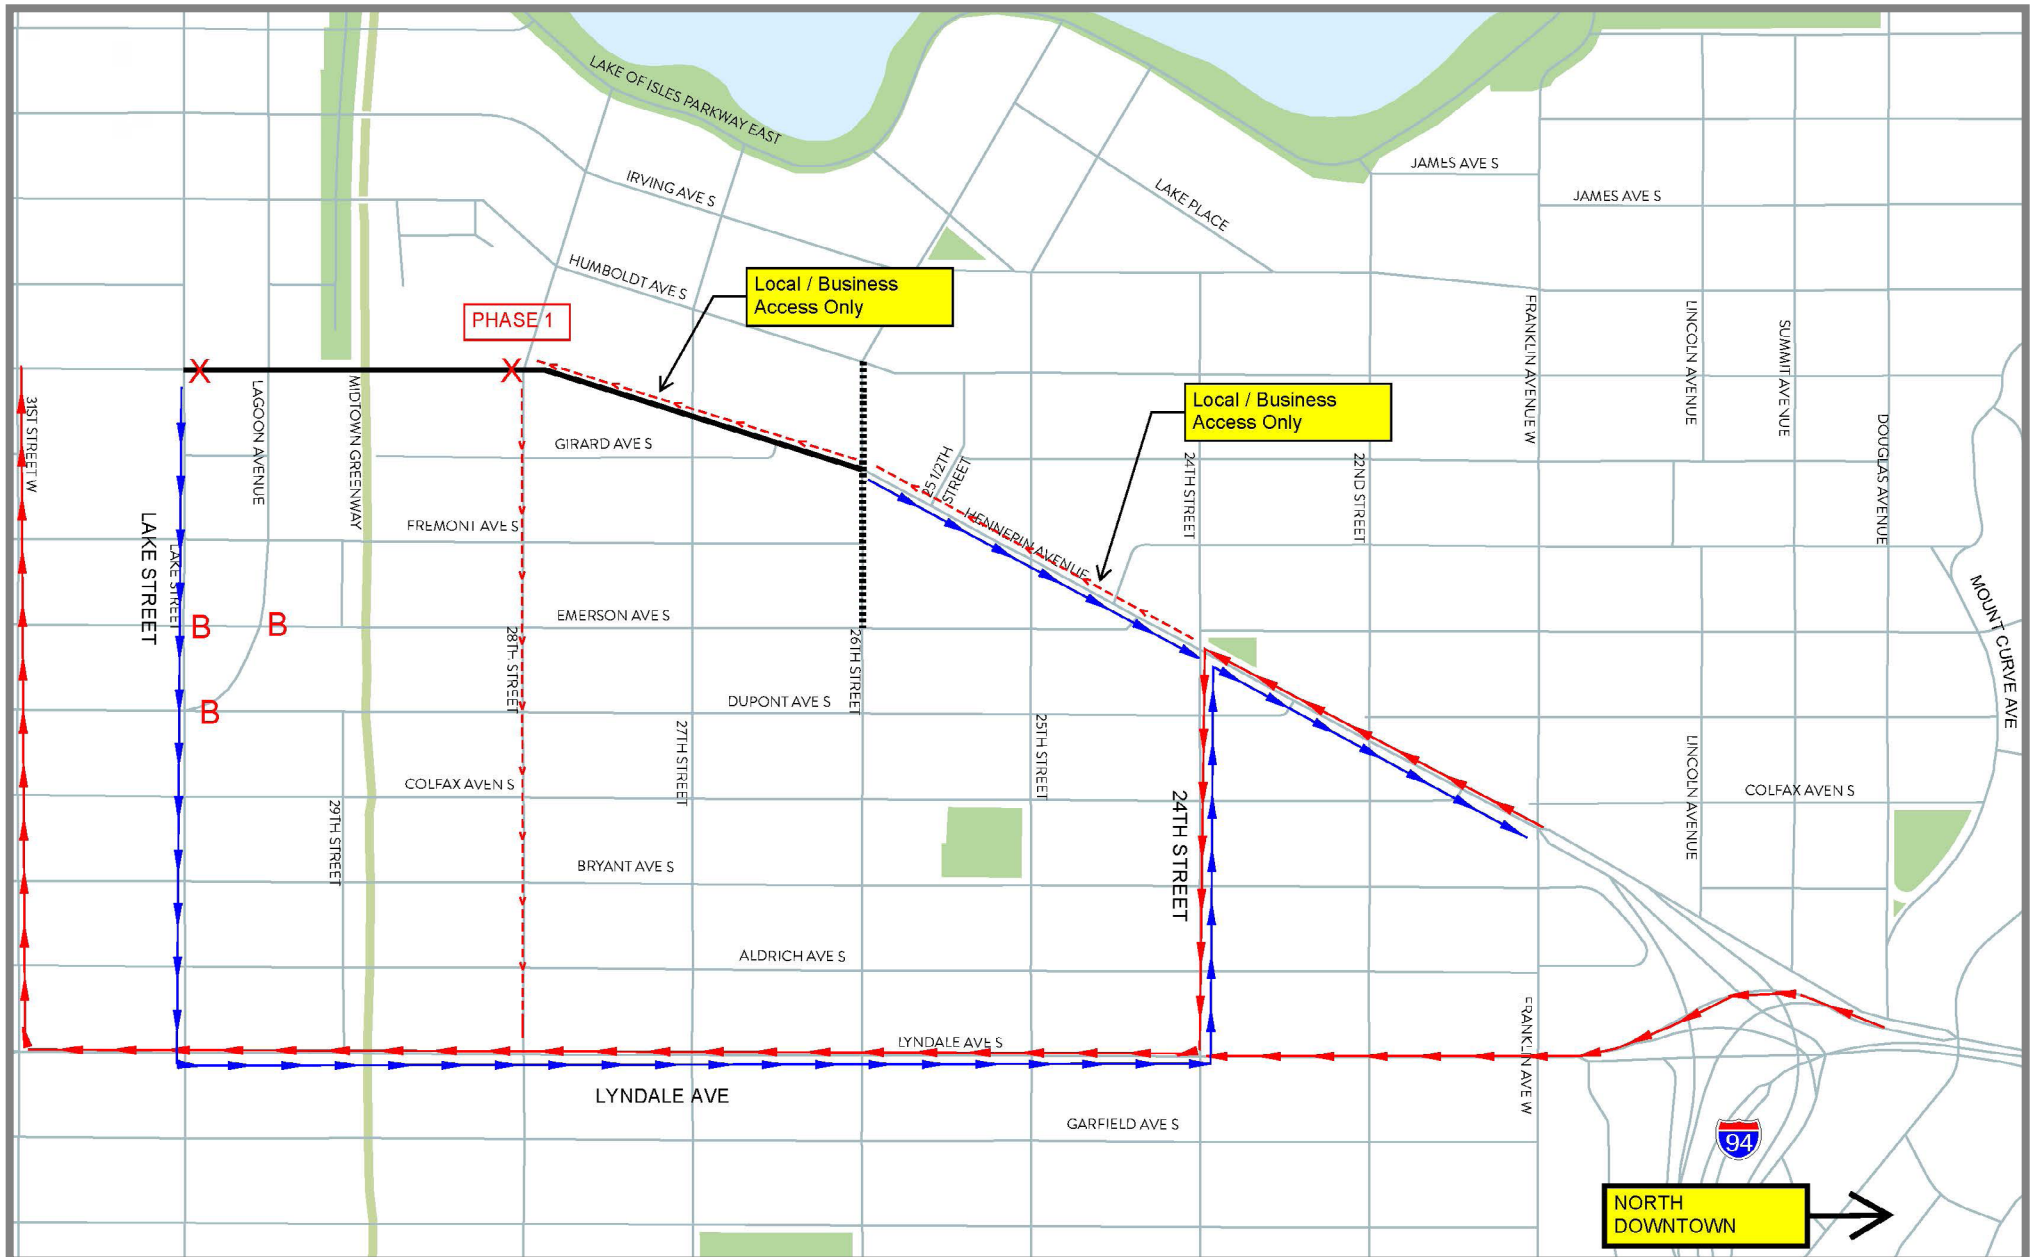 LAKE OF ISLES PARKWAY EAST
JAMES AVE S
JAMES AVE S
IRVING AVE S
LAKE PLACE
HUMBOLDT AVE S
Local / Business
Access Only
PHASE 1
FRANKLIN AVENUE W
LINCOLN AVENUE
SUMMIT AVENUE
X
X
31ST STREET W
LAGOON AVENUE
MIDTOWN GREENWAY
Local / Business
Access Only
DOUGLAS AVENUE
GIRARD AVE S
25 1/2TH
STREET
24TH STREET
22ND STREET
LAKE STREET
LAKE STREET
FREMONT AVE S
HENNEPIN AVENUE
MOUNT CURVE AVE
B
B
EMERSON AVE S
28TH STREET
26TH STREET
B
DUPONT AVE S
27TH STREET
25TH STREET
LINCOLN AVENUE
COLFAX AVEN S
COLFAX AVEN S
29TH STREET
24TH STREET
BRYANT AVE S
ALDRICH AVE S
FRANKLIN AVE W
LYNDALE AVE S
LYNDALE AVE
GARFIELD AVE S
94
NORTH
DOWNTOWN